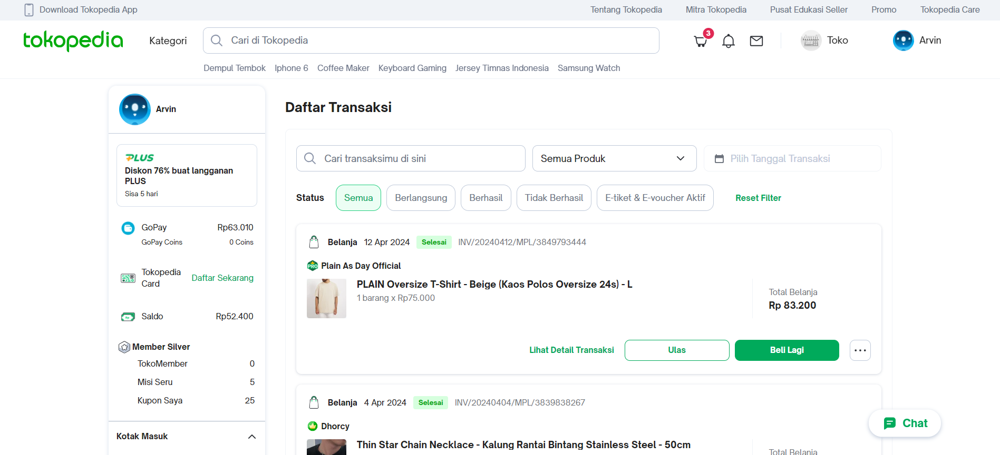 Download Tokopedia App
Tentang Tokopedia
Mitra Tokopedia
Pusat Edukasi Seller
Promo
Tokopedia Care
tokopedia
Kategori
Cari di Tokopedia
3
Toko
Arvin
Dempul Tembok
Iphone 6
Coffee Maker
Keyboard Gaming
Jersey Timnas Indonesia
Samsung Watch
Arvin
PLUS
Diskon 76% buat langganan
PLUS
Sisa 5 hari
GoPay Rp63.010
GoPay Coins 0 Coins
Tokopedia
Card
Daftar Sekarang
Rp
Saldo Rp52.400
Member Silver
TokoMember 0
Misi Seru 5
Kupon Saya 25
Kotak Masuk
Daftar Transaksi
Cari transaksimu di sini
Semua Produk
Pilih Tanggal Transaksi
Status
Semua
Berlangsung
Berhasil
Tidak Berhasil
E-tiket & E-voucher Aktif
Reset Filter
Belanja 12 Apr 2024 Selesai INV/20240412/MPL/3849793444
PRO Plain As Day Official
PLAIN Oversize T-Shirt - Beige (Kaos Polos Oversize 24s) - L
1 barang x Rp75.000
Total Belanja
Rp 83.200
Lihat Detail Transaksi
Ulas
Beli Lagi
Belanja 4 Apr 2024 Selesai INV/20240404/MPL/3839838267
Dhorcy
Thin Star Chain Necklace - Kalung Rantai Bintang Stainless Steel - 50cm
Total Belanja
Chat